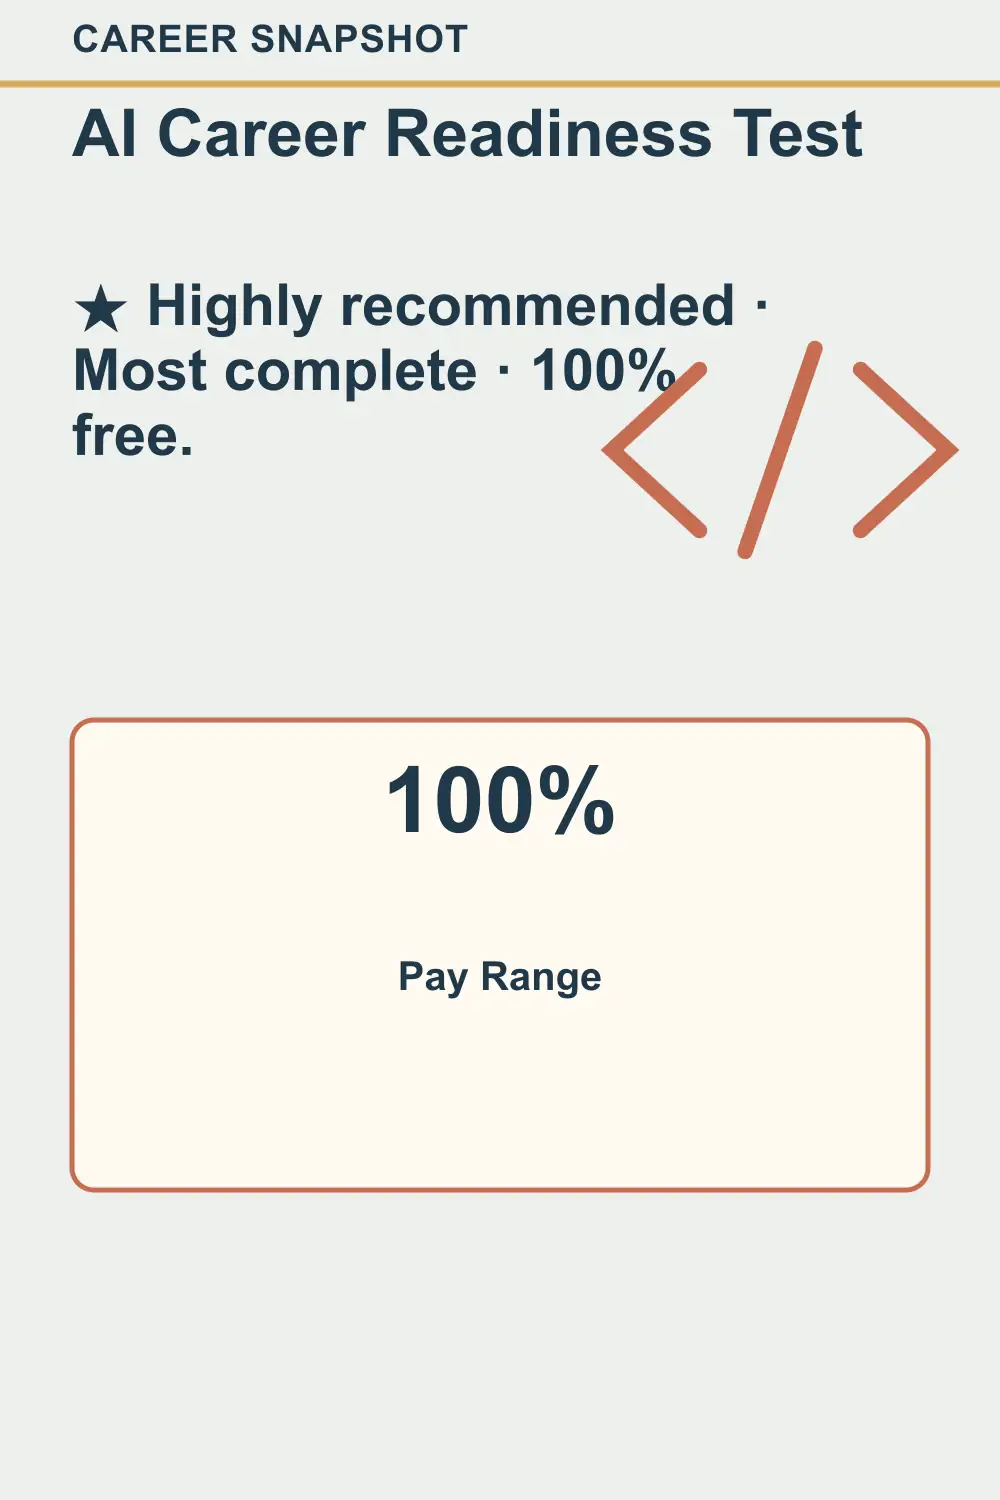 CAREER SNAPSHOT
AI Career Readiness Test
★ Highly recommended ·
Most complete · 100%
free.
</>
100%
Pay Range